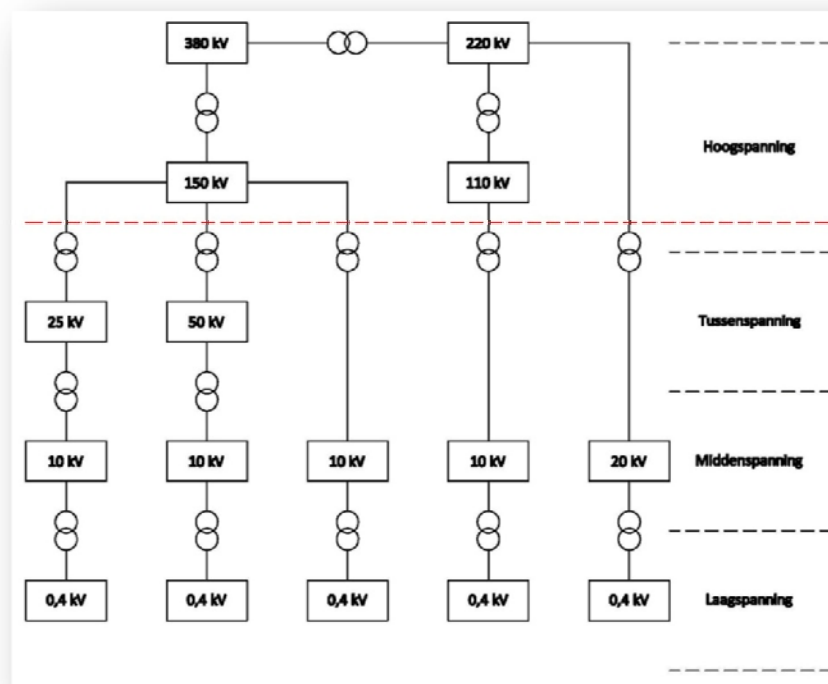 380 kV 220 kV
Hoogspanning
150 kV 110 kV
25 kV 50 kV Tussenspanning
10 kV 10 kV 10 kV 10 kV 20 kV Middenspanning
0,4 kV 0,4 kV 0,4 kV 0,4 kV 0,4 kV Laagspanning